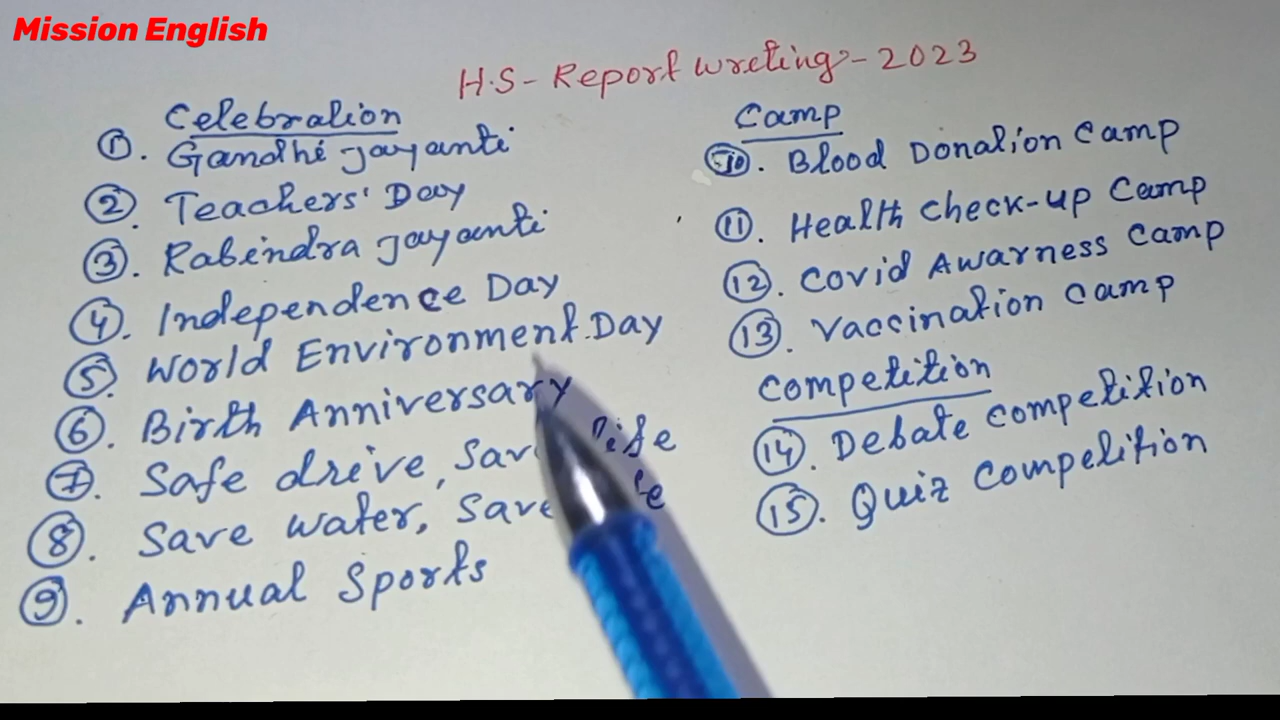 Mission English
H.S- Report Wreting:- 2023
Celebration
1. Gandhi Jayanti
2. Teachers' Day
3. Rabindra Jayanti
4. Independence Day
5. World Environment Day
6. Birth Anniversary
7. Safe drive, Save life
8. Save water, Save
9. Annual Sports
Camp
10. Blood Donation Camp
11. Health Check-up Camp
12. Covid Awarness Camp
13. Vaccination Camp
Competition
14. Debate competition
15. Quiz Competition